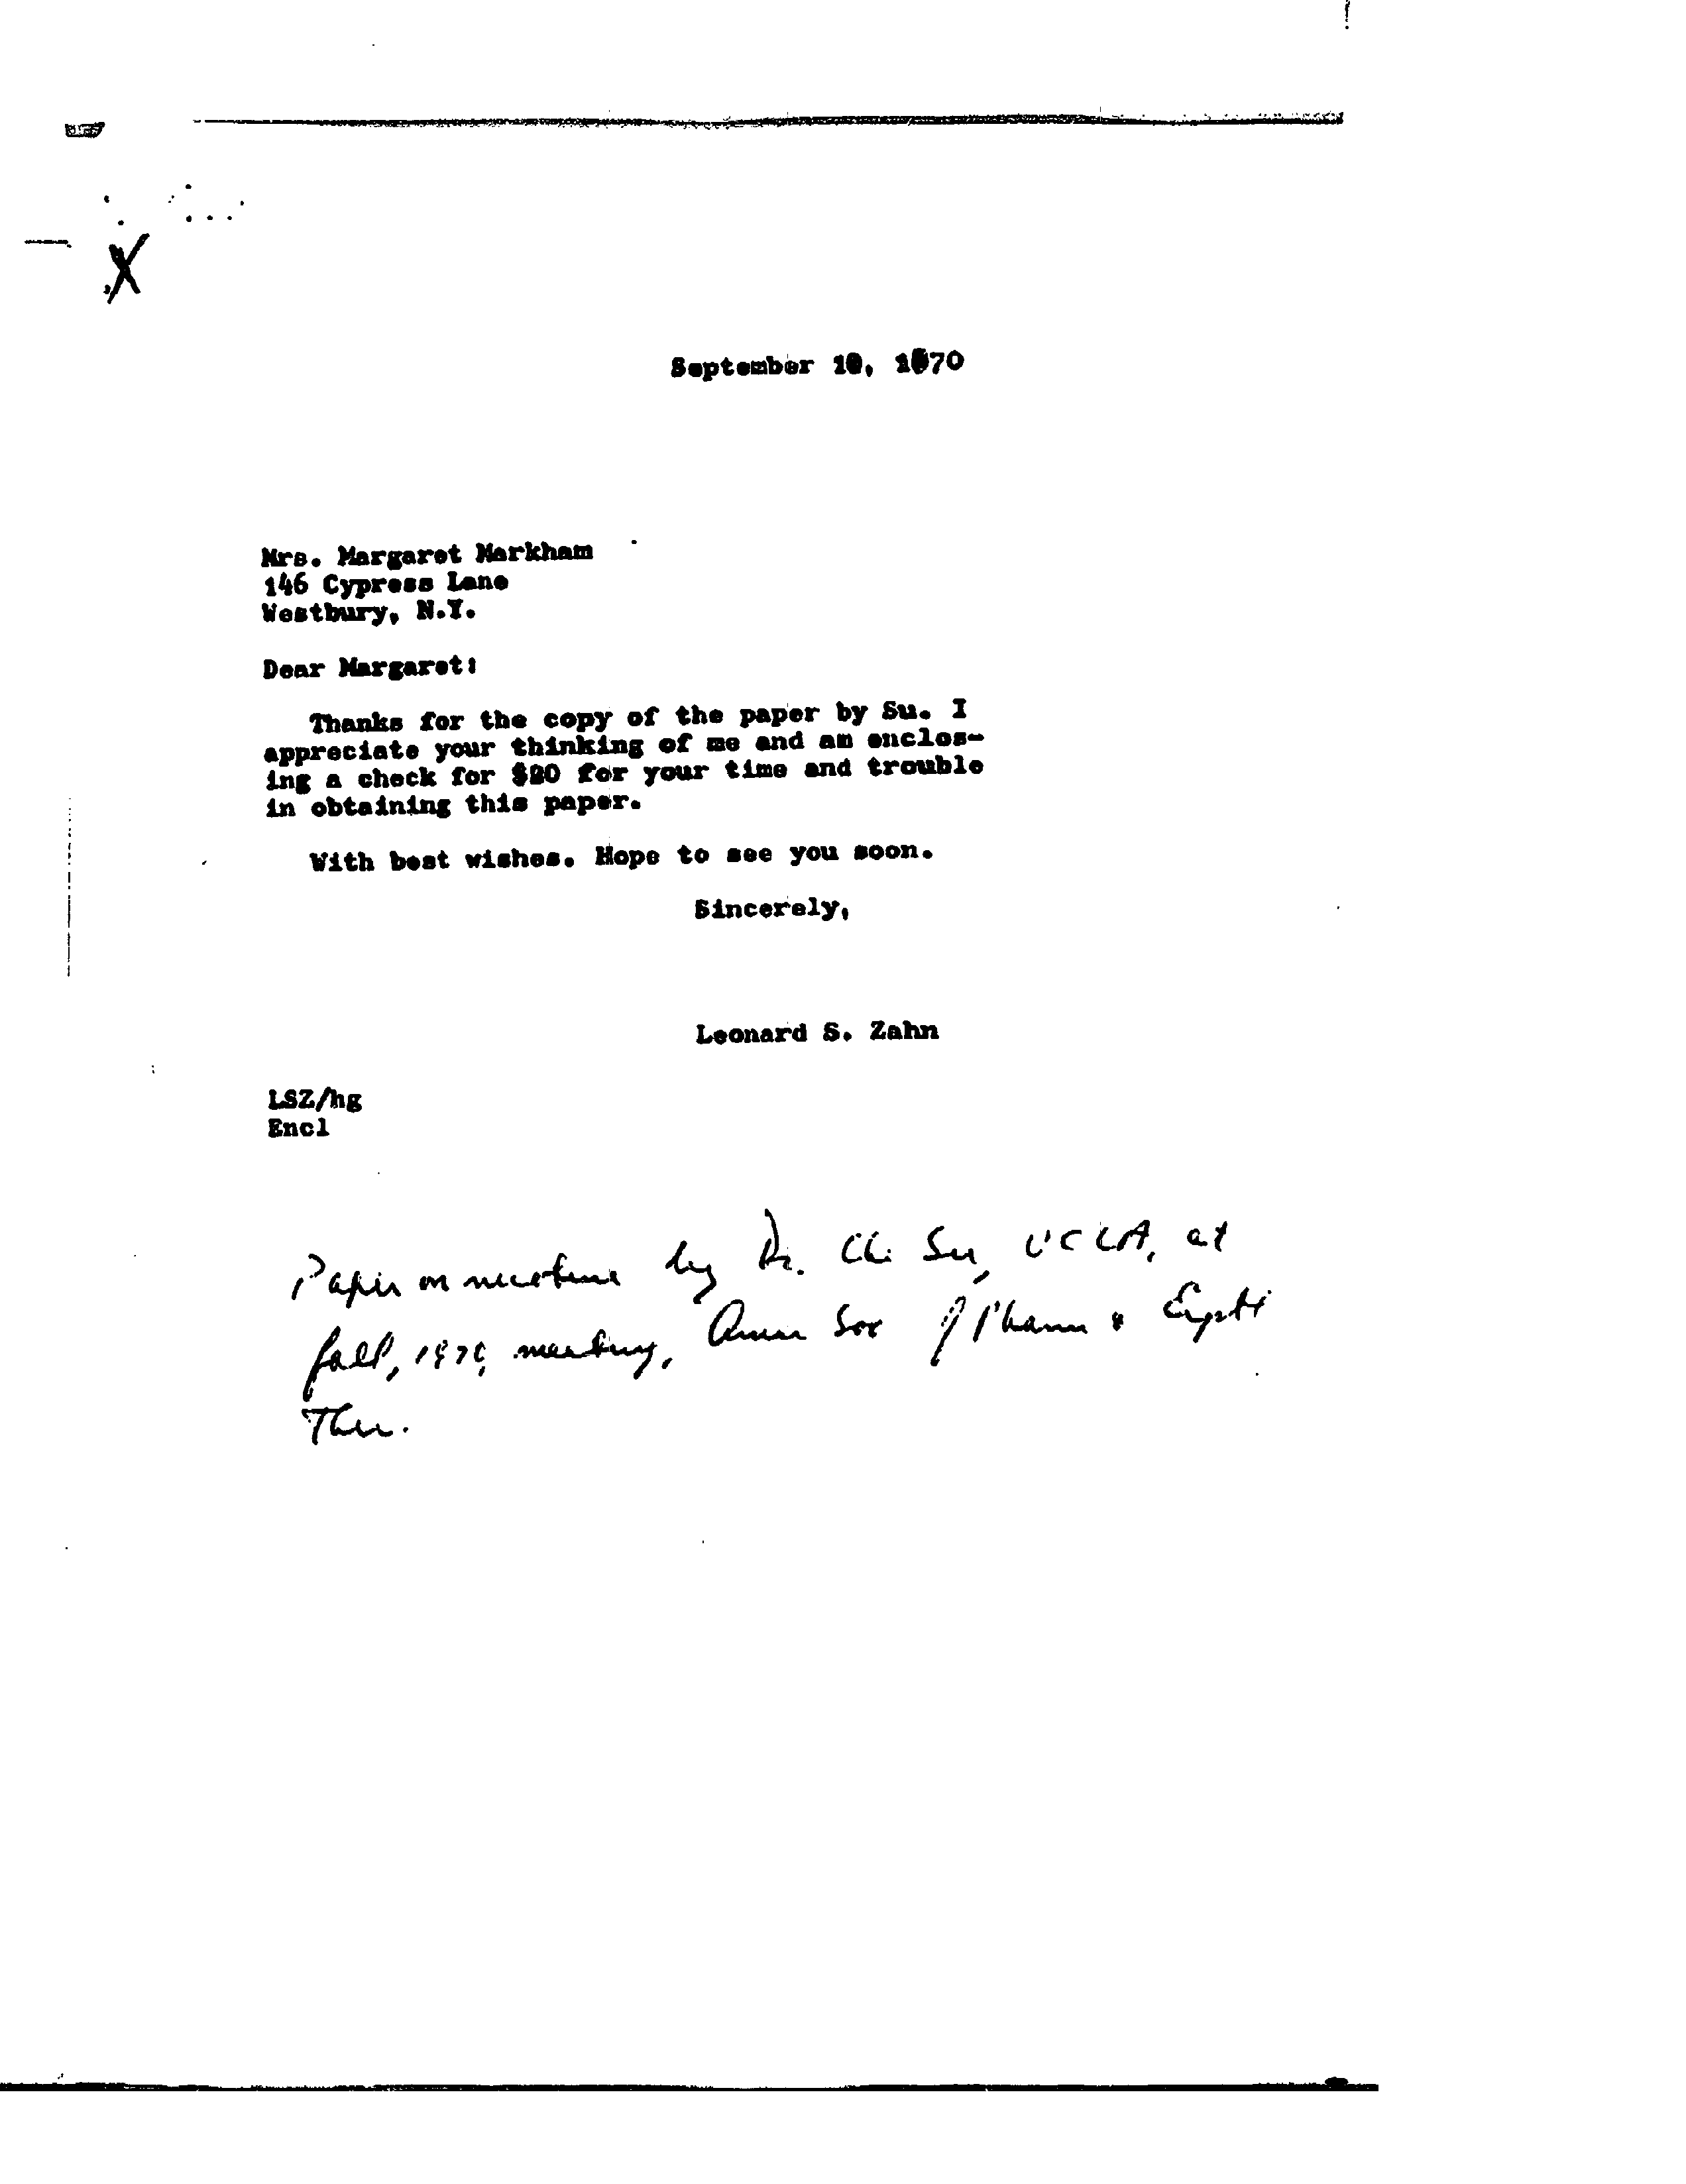 X
September 10, 1970
Mrs. Margaret Markham
146 Cypress Lane
Westbury, N.Y.
Dear Margaret:
Thanks for the copy of the paper by Su. I
appreciate your thinking of me and am enclos-
ing a check for $20 for your time and trouble
in obtaining this paper.
With best wishes. Hope to see you soon.
Sincerely,
Leonard S. Zahn
LSZ/hg
Encl
Paper on nicotine by Dr. Che Su, UCLA, at
fall, 1970, meeting, Amer Soc of Pharm & Exptl
Ther.